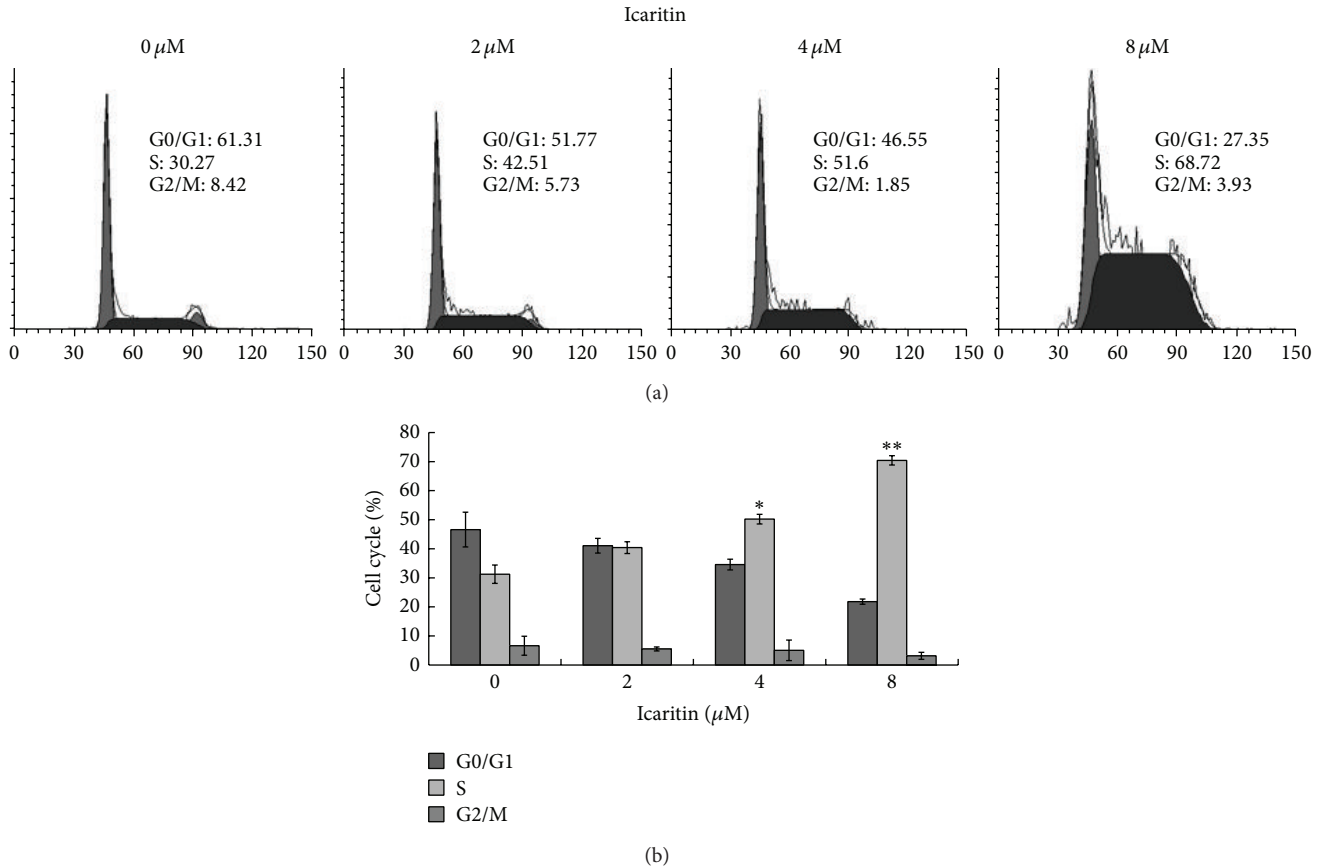 Icaritin
0 μM
2 μM
4 μM
8 μM
G0/G1: 61.31
S: 30.27
G2/M: 8.42
G0/G1: 51.77
S: 42.51
G2/M: 5.73
G0/G1: 46.55
S: 51.6
G2/M: 1.85
G0/G1: 27.35
S: 68.72
G2/M: 3.93
0 30 60 90 120 150
0 30 60 90 120 150
0 30 60 90 120 150
0 30 60 90 120 150
(a)
Cell cycle (%)
80
70
60
50
40
30
20
10
0
*
**
0 2 4 8
Icaritin (μM)
G0/G1
S
G2/M
(b)